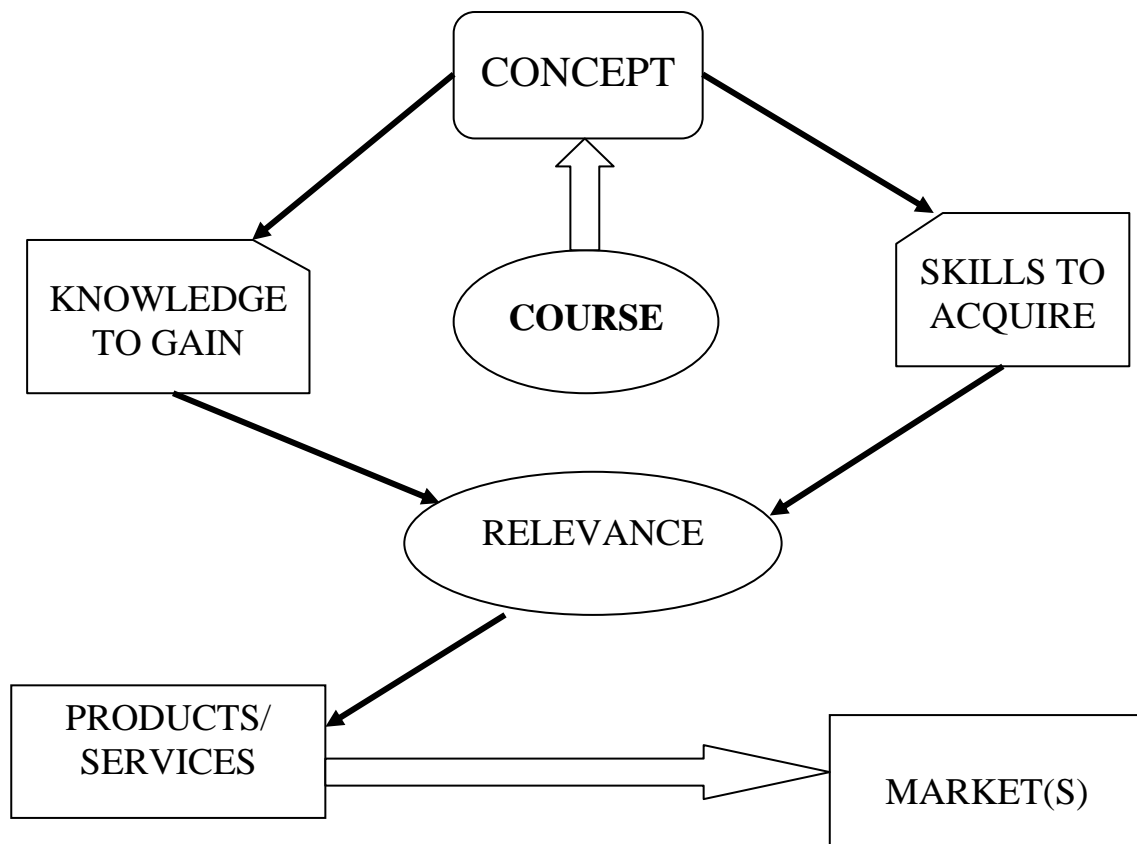 CONCEPT
KNOWLEDGE
TO GAIN
COURSE
SKILLS TO
ACQUIRE
RELEVANCE
PRODUCTS/
SERVICES
MARKET(S)